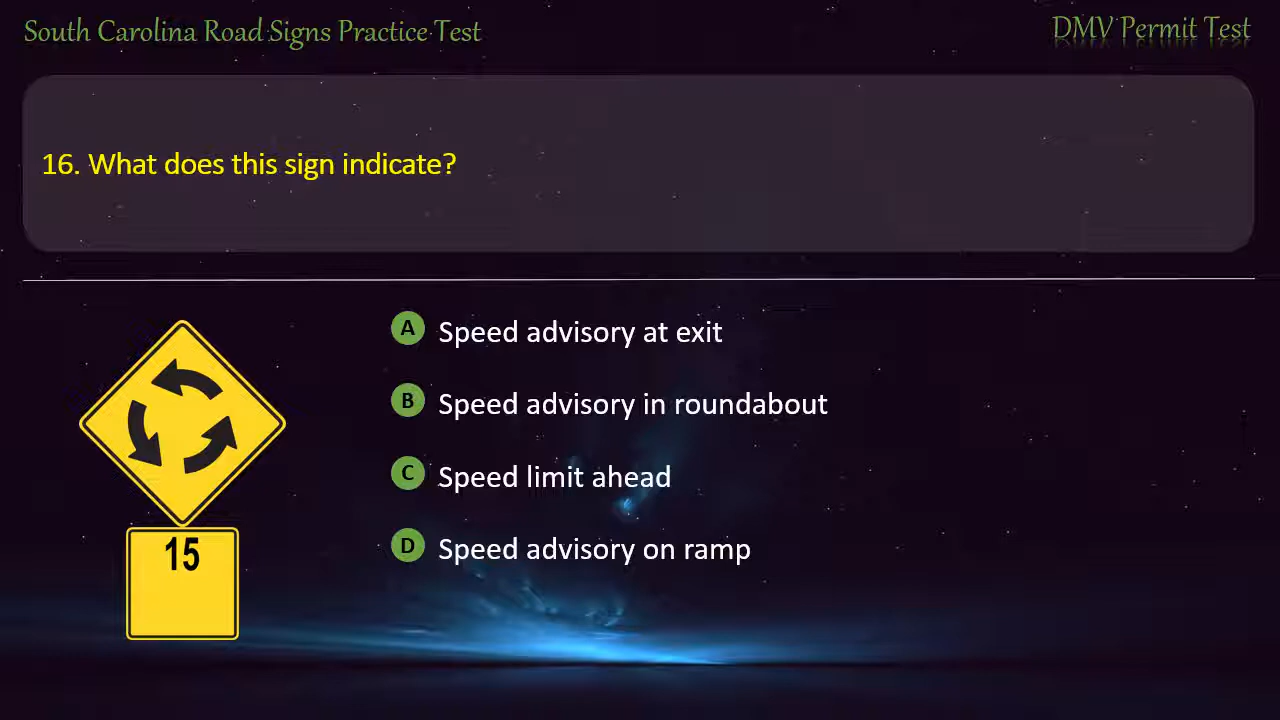 South Carolina Road Signs Practice Test
DMV Permit Test
16. What does this sign indicate?
A Speed advisory at exit
B Speed advisory in roundabout
C Speed limit ahead
D Speed advisory on ramp
15